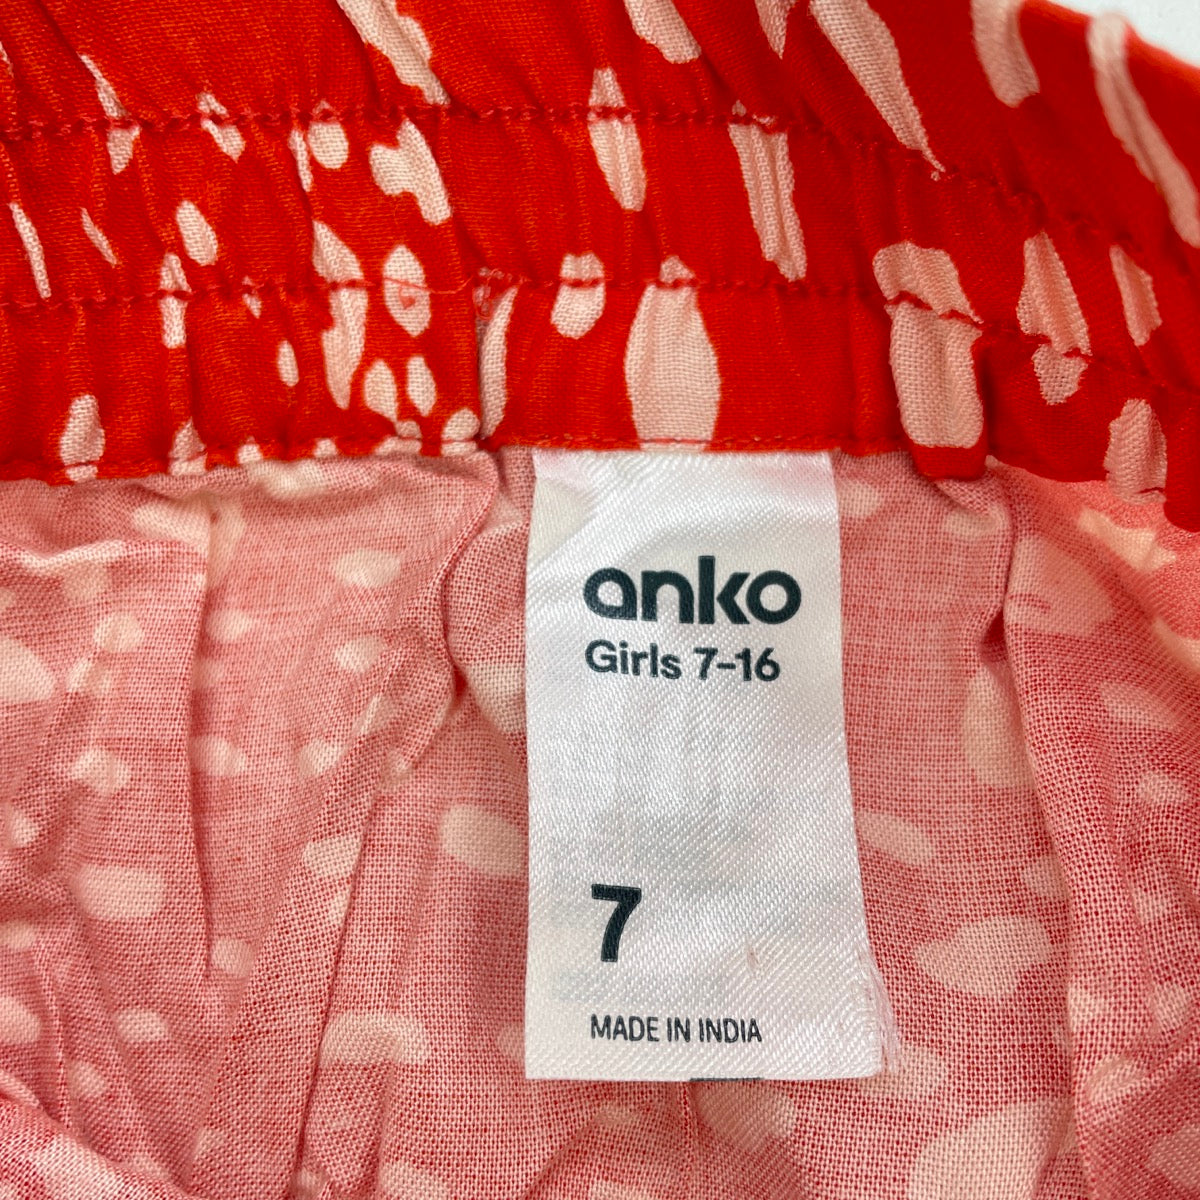 anko
Girls 7-16
7
MADE IN INDIA